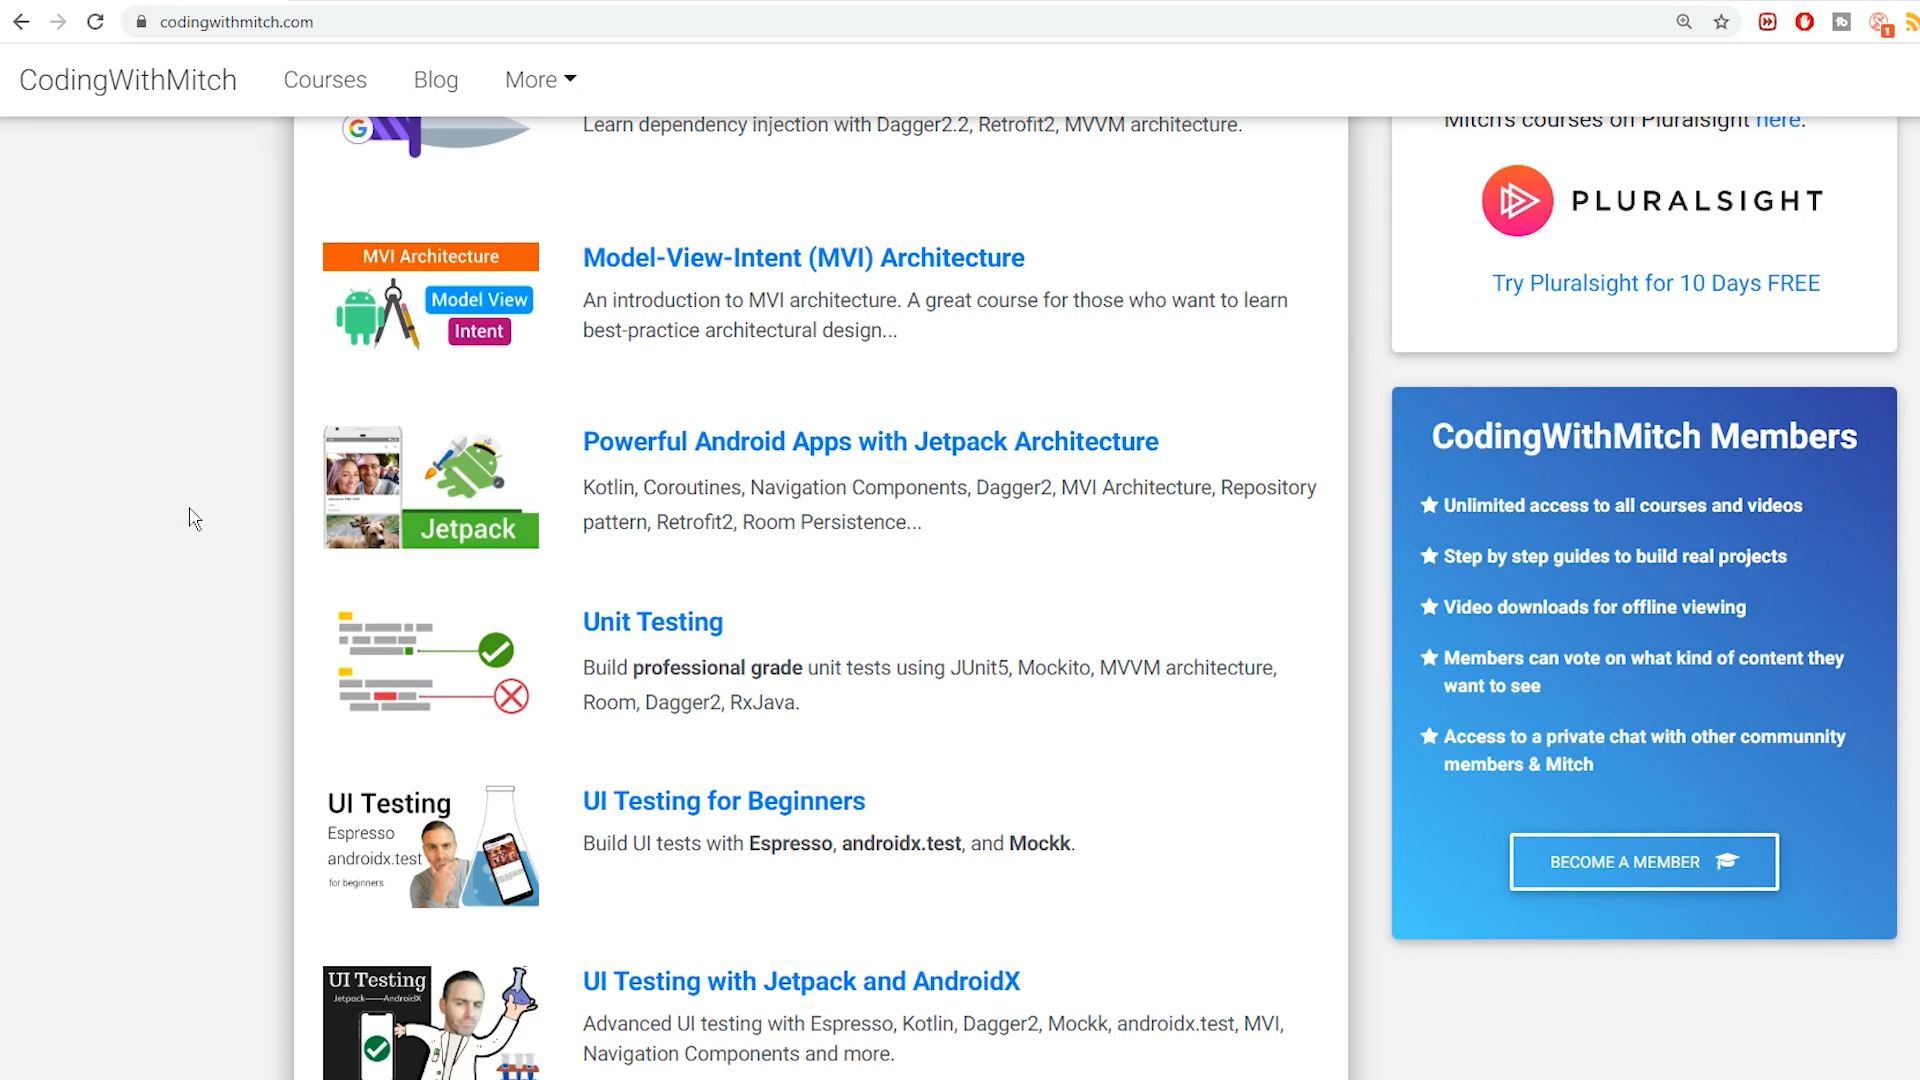 codingwithmitch.com
1
CodingWithMitch
Courses
Blog
More
G
Learn dependency injection with Dagger2.2, Retrofit2, MVVM architecture.
MVI Architecture
Model View
Intent
Model-View-Intent (MVI) Architecture
An introduction to MVI architecture. A great course for those who want to learn
best-practice architectural design...
Jetpack
Powerful Android Apps with Jetpack Architecture
Kotlin, Coroutines, Navigation Components, Dagger2, MVI Architecture, Repository
pattern, Retrofit2, Room Persistence...
Unit Testing
Build professional grade unit tests using JUnit5, Mockito, MVVM architecture,
Room, Dagger2, RxJava.
UI Testing
Espresso
androidx.test
for beginners
UI Testing for Beginners
Build UI tests with Espresso, androidx.test, and Mockk.
UI Testing
Jetpack——AndroidX
UI Testing with Jetpack and AndroidX
Advanced UI testing with Espresso, Kotlin, Dagger2, Mockk, androidx.test, MVI,
Navigation Components and more.
Mitch's courses on Pluralsight here.
PLURALSIGHT
Try Pluralsight for 10 Days FREE
CodingWithMitch Members
Unlimited access to all courses and videos
Step by step guides to build real projects
Video downloads for offline viewing
Members can vote on what kind of content they
want to see
Access to a private chat with other communnity
members & Mitch
BECOME A MEMBER